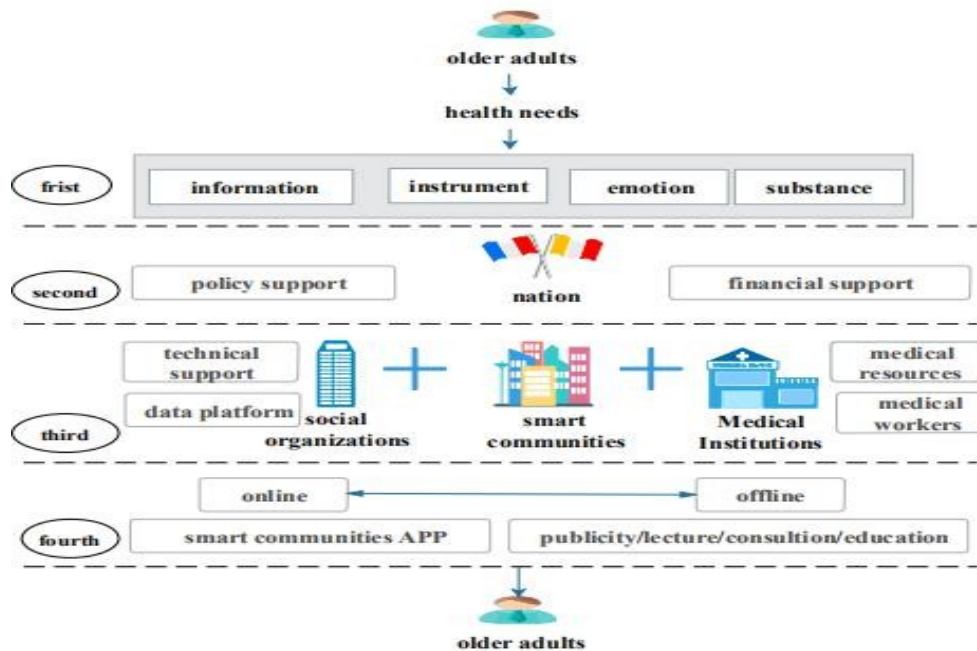 older adults
health needs
frist
information
instrument
emotion
substance
second
policy support
nation
financial support
third
technical
support
data platform
social
organizations
smart
communities
Medical
Institutions
medical
resources
medical
workers
online
offline
fourth
smart communities APP
publicity/lecture/consultion/education
older adults